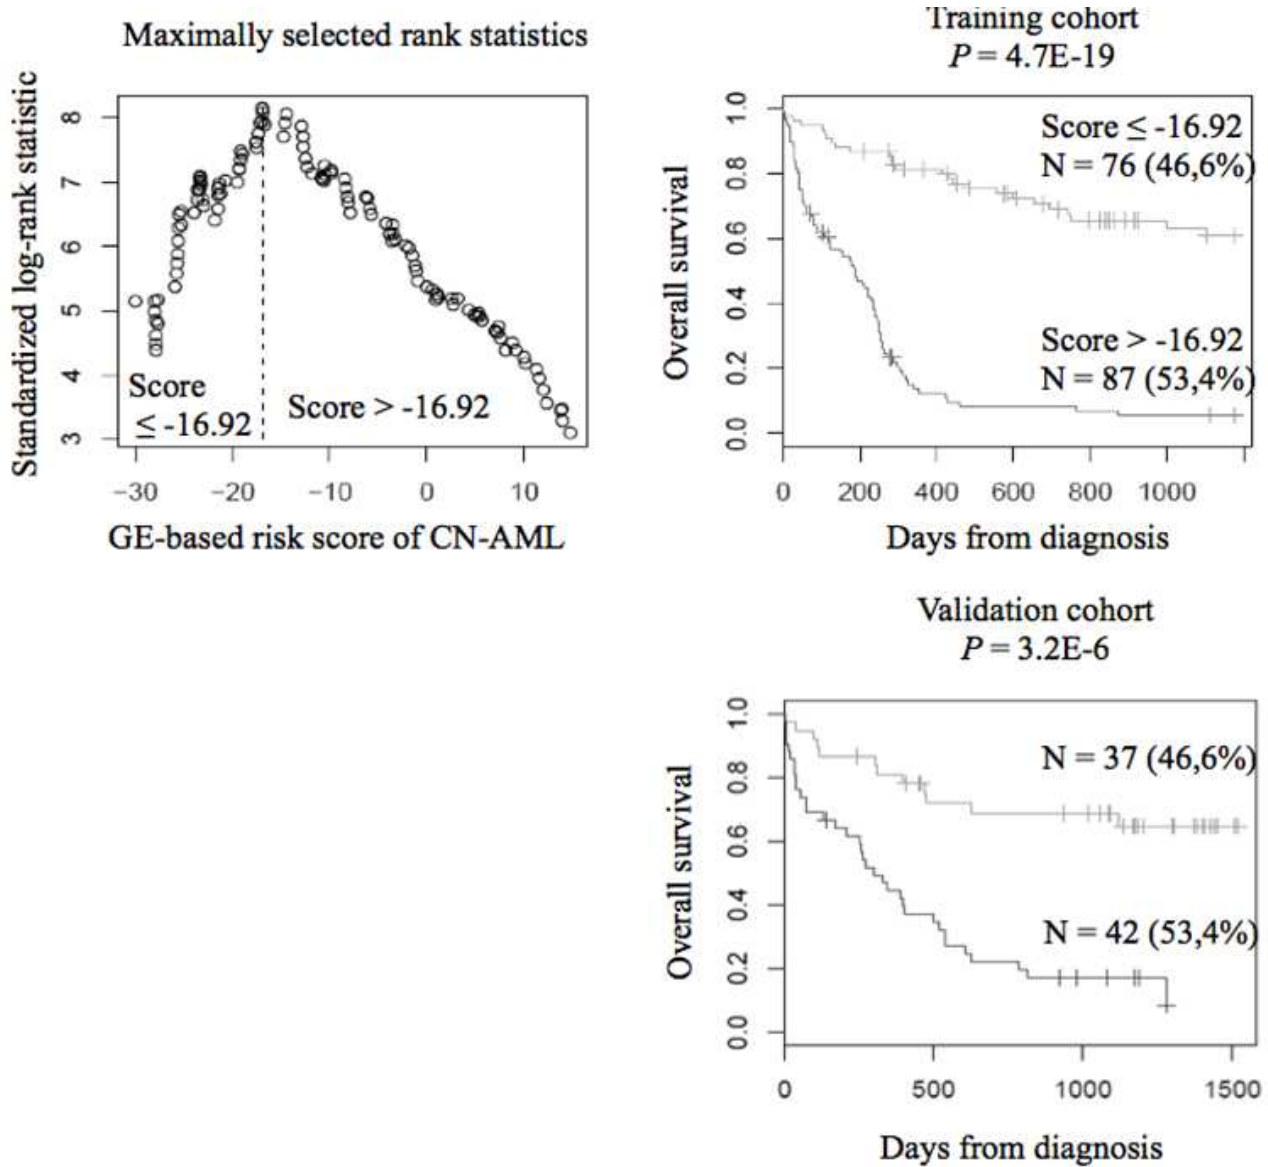 Maximally selected rank statistics
Standardized log-rank statistic
8
7
6
5
4
3
Score
≤ -16.92
Score > -16.92
−30 −20 −10 0 10
GE-based risk score of CN-AML
Training cohort
P = 4.7E-19
Overall survival
1.0
0.8
0.6
0.4
0.2
0.0
Score ≤ -16.92
N = 76 (46,6%)
Score > -16.92
N = 87 (53,4%)
0 200 400 600 800 1000
Days from diagnosis
Validation cohort
P = 3.2E-6
Overall survival
1.0
0.8
0.6
0.4
0.2
0.0
N = 37 (46,6%)
N = 42 (53,4%)
0 500 1000 1500
Days from diagnosis